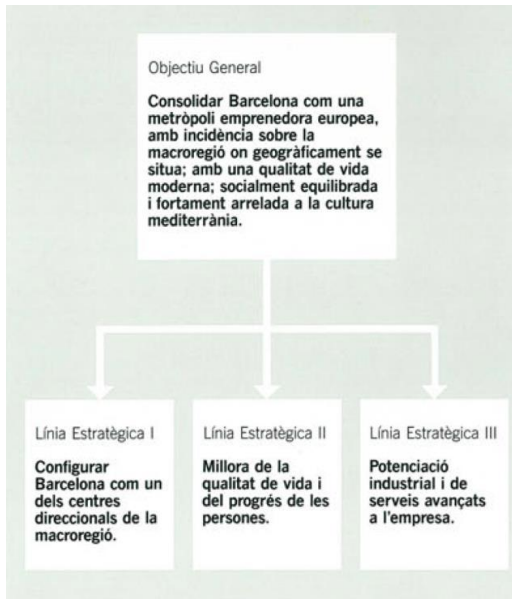 Objectiu General
Consolidar Barcelona com una
metròpoli emprenedora europea,
amb incidència sobre la
macroregió on geogràficament se
situa; amb una qualitat de vida
moderna; socialment equilibrada
i fortament arrelada a la cultura
mediterrània.
Línia Estratègica I
Configurar
Barcelona com un
dels centres
direccionals de la
macroregió.
Línia Estratègica II
Millora de la
qualitat de vida i
del progrés de les
persones.
Línia Estratègica III
Potenciació
industrial i de
serveis avançats
a l'empresa.